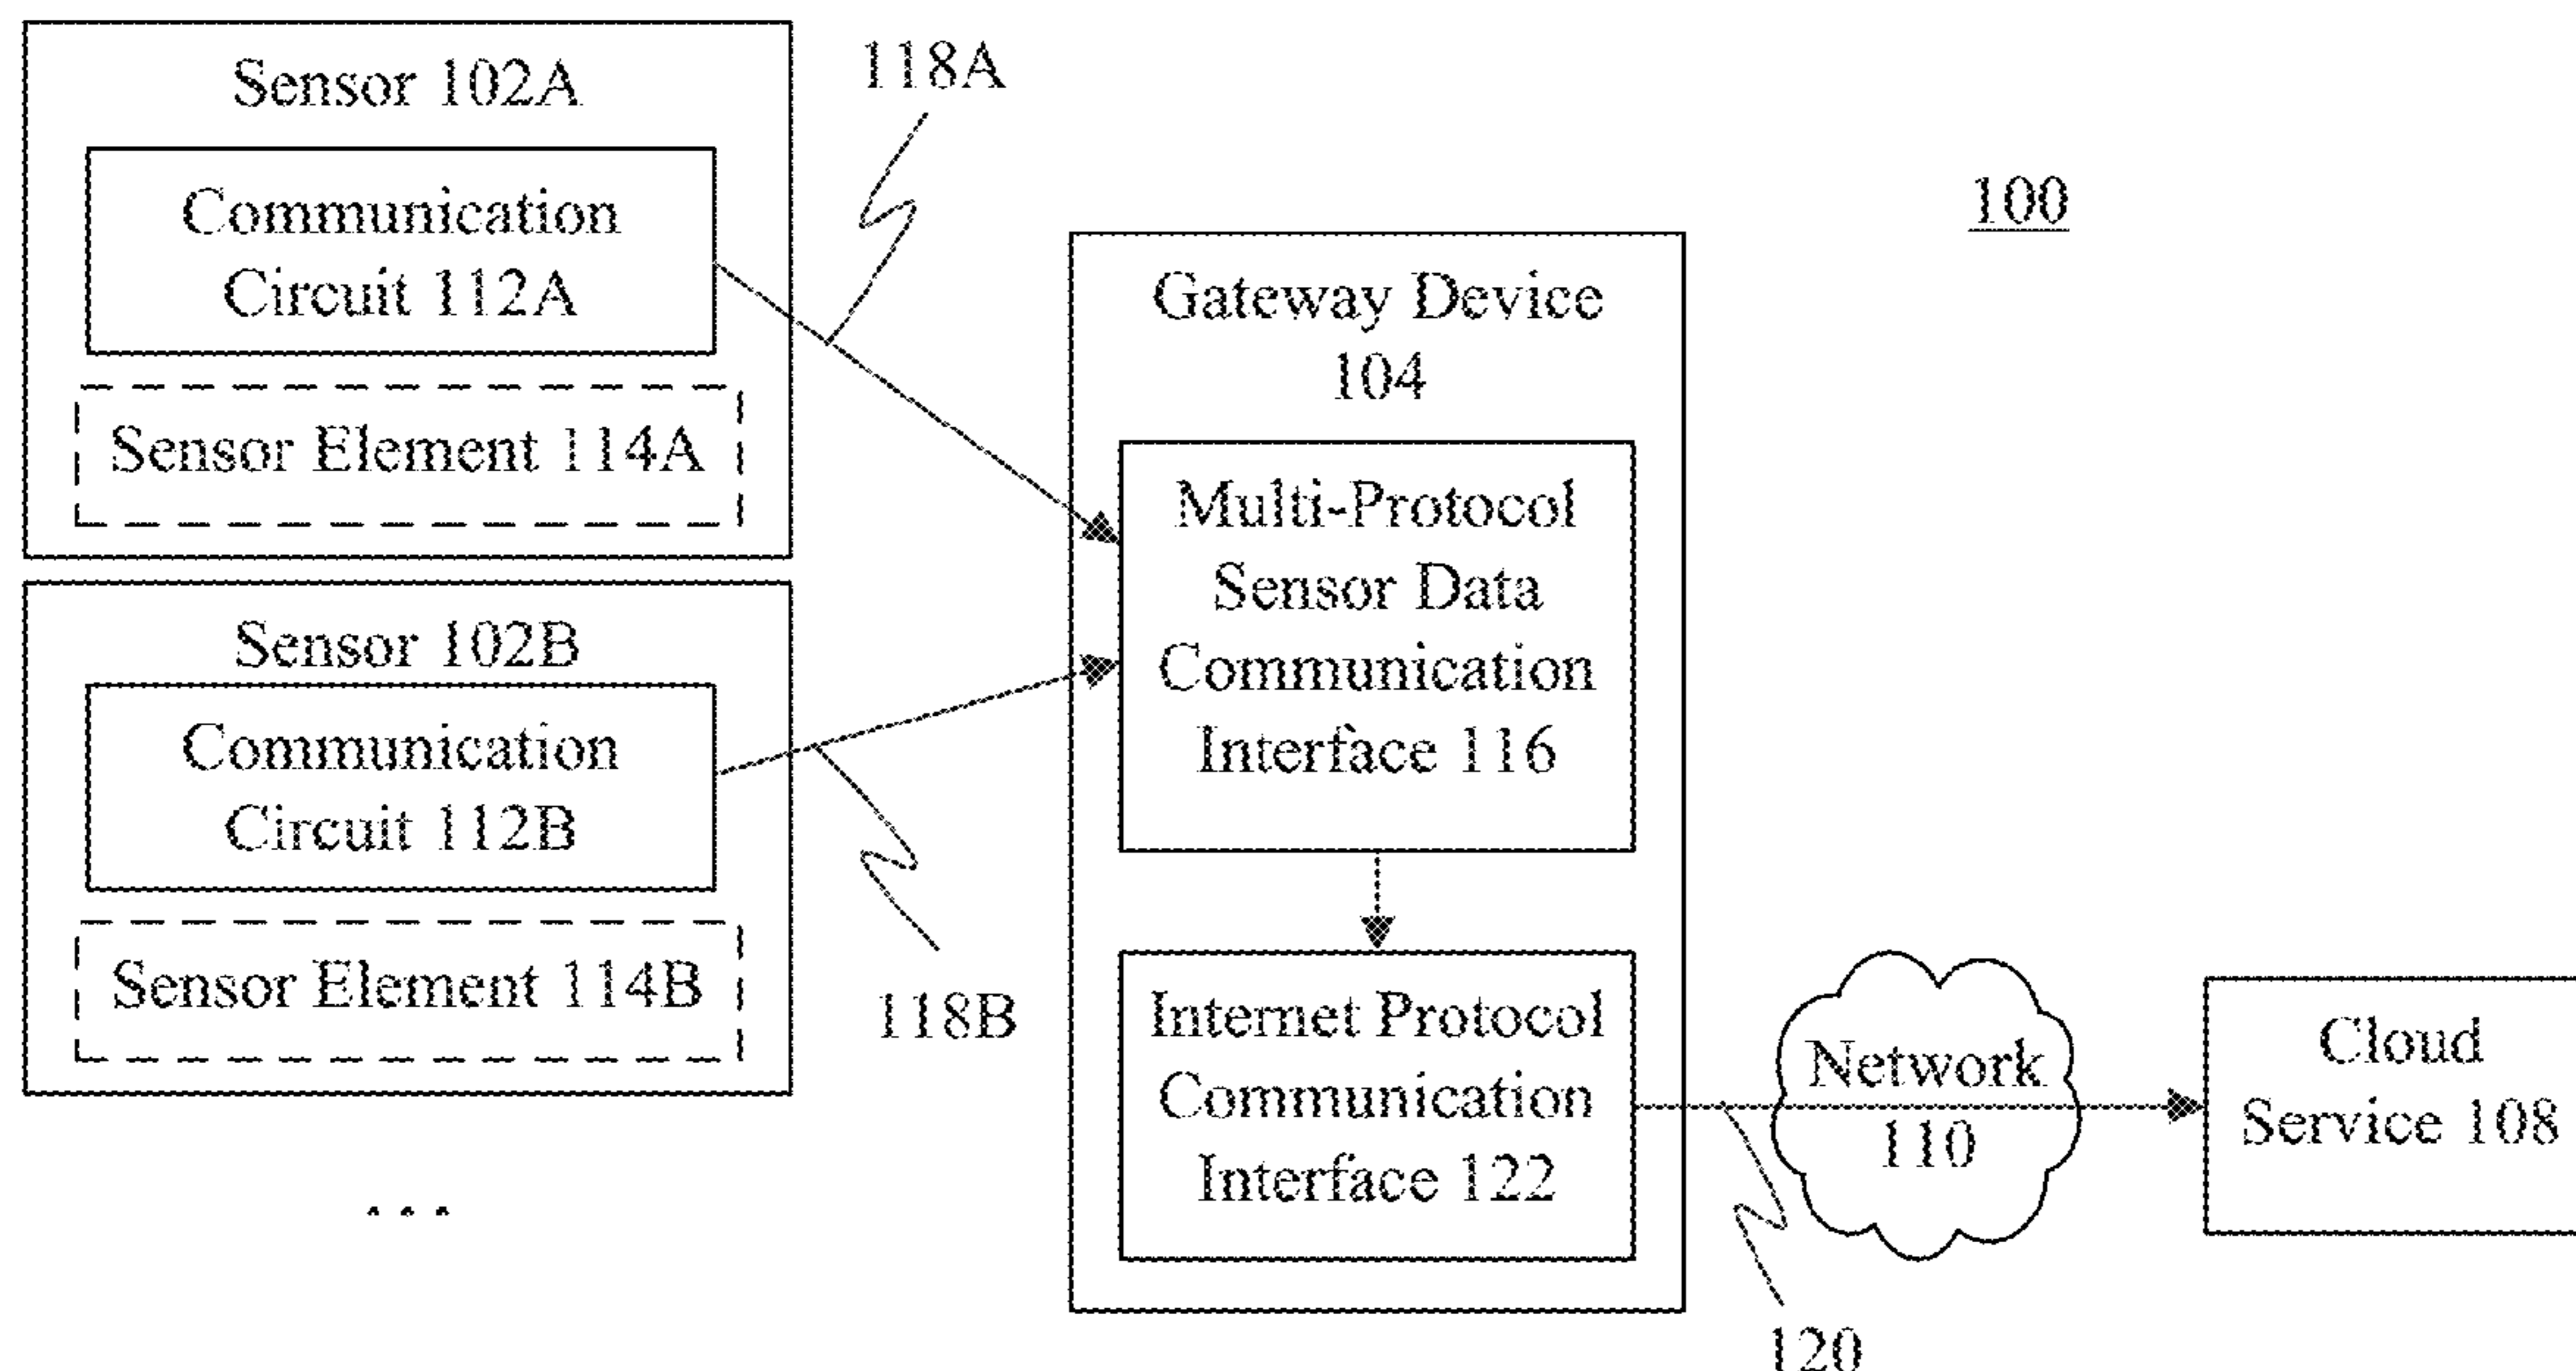 Sensor 102A
Communication
Circuit 112A
Sensor Element 114A
118A
100
Sensor 102B
Communication
Circuit 112B
Sensor Element 114B
118B
...
Gateway Device
104
Multi-Protocol
Sensor Data
Communication
Interface 116
Internet Protocol
Communication
Interface 122
Network
110
120
Cloud
Service 108